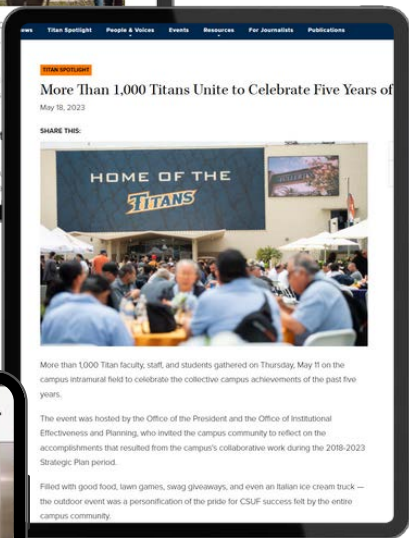 ews Titan Spotlight People & Voices Events Resources For Journalists Publications
TITAN SPOTLIGHT
More Than 1,000 Titans Unite to Celebrate Five Years of
May 18, 2023
SHARE THIS:
HOME OF THE
TITANS
More than 1,000 Titan faculty, staff, and students gathered on Thursday, May 11 on the
campus intramural field to celebrate the collective campus achievements of the past five
years.
The event was hosted by the Office of the President and the Office of Institutional
Effectiveness and Planning, who invited the campus community to reflect on the
accomplishments that resulted from the campus's collaborative work during the 2018-2023
Strategic Plan period.
Filled with good food, lawn games, swag giveaways, and even an Italian ice cream truck —
the outdoor event was a personification of the pride for CSUF success felt by the entire
campus community.